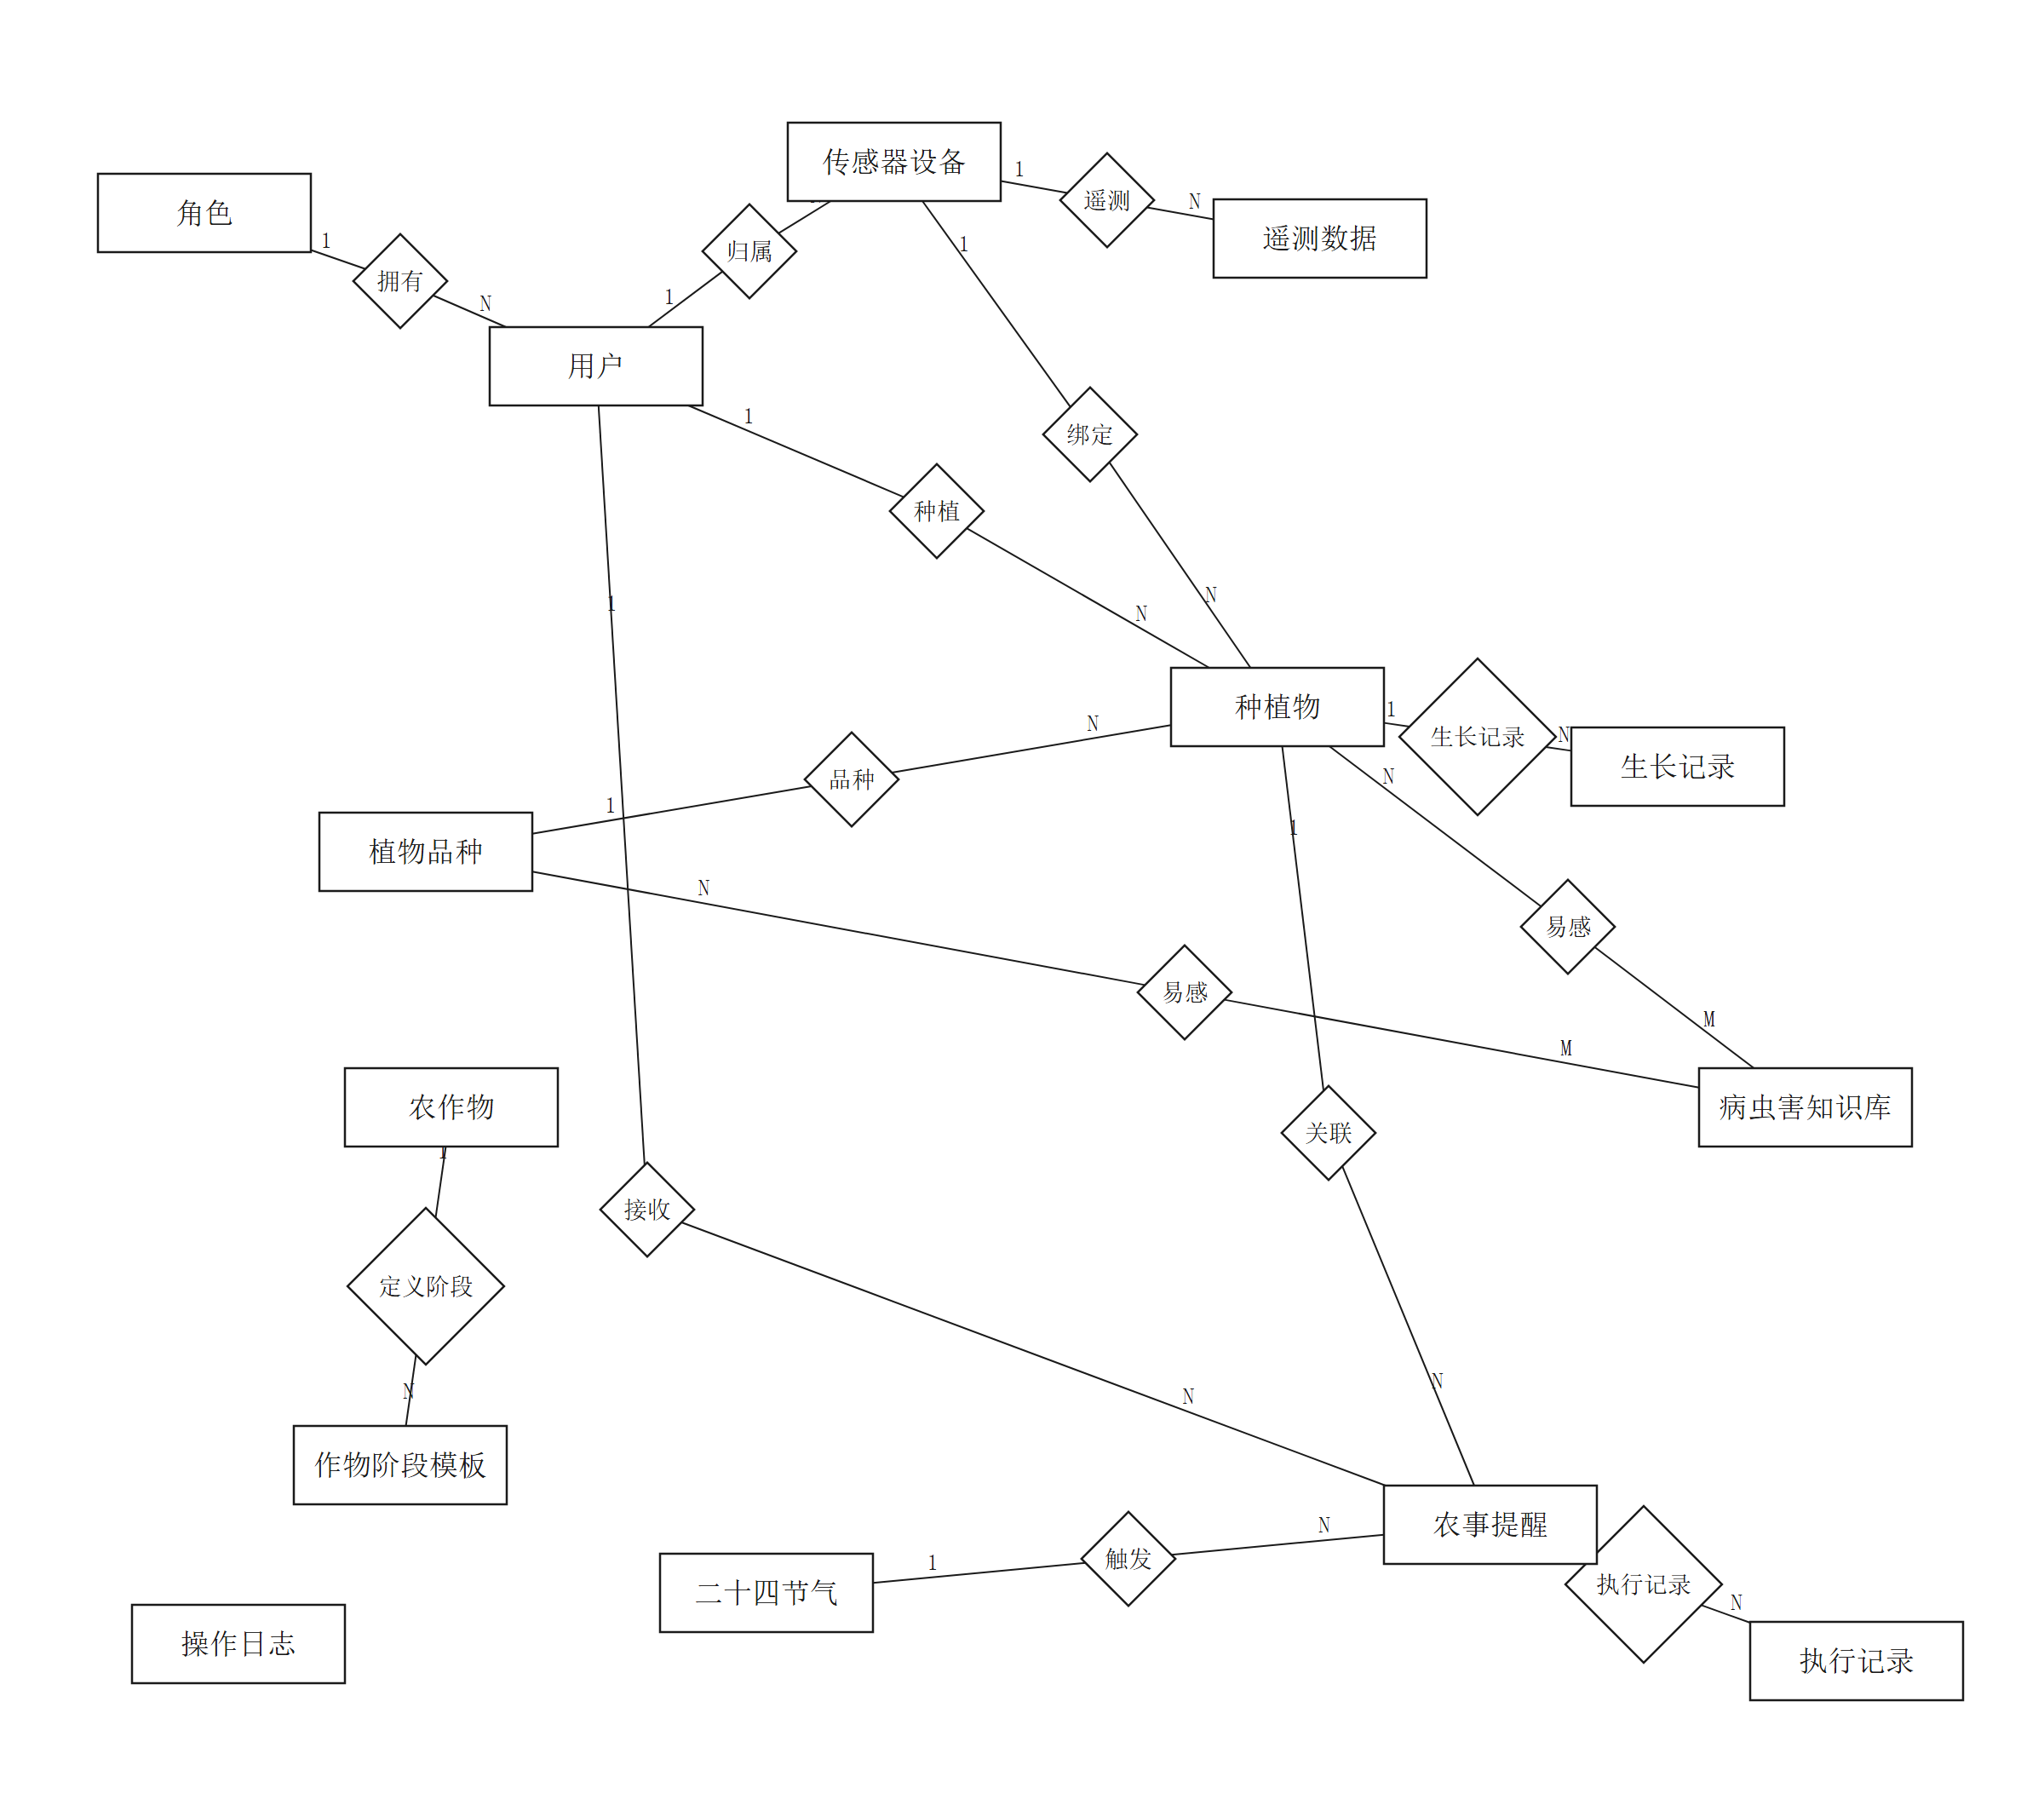 传感器设备
1
遥测
N
遥测数据
角色
1
拥有
N
归属
1
用户
1
1
绑定
N
种植
N
1
种植物
1
生长记录
N
生长记录
品种
N
1
植物品种
N
易感
M
N
易感
M
病虫害知识库
1
关联
N
农作物
1
定义阶段
N
作物阶段模板
接收
N
农事提醒
执行记录
N
执行记录
二十四节气
1
触发
N
操作日志